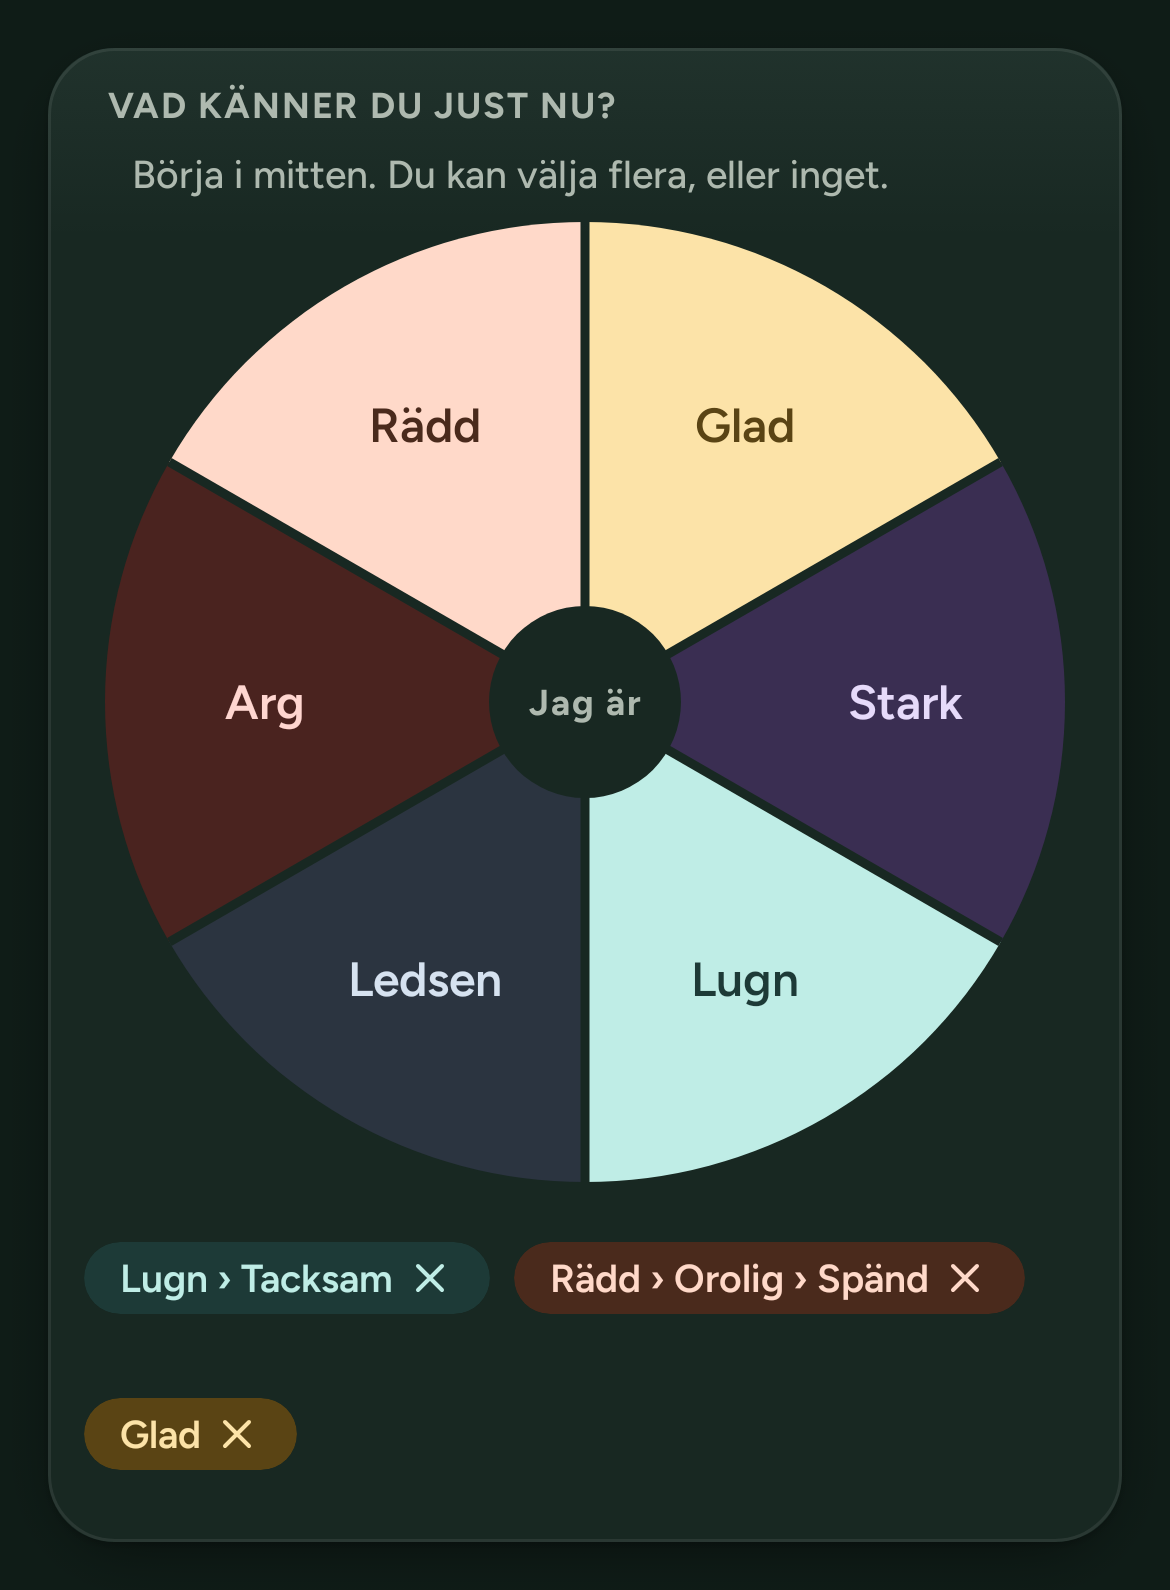 VAD KÄNNER DU JUST NU?
Börja i mitten. Du kan välja flera, eller inget.
Rädd
Glad
Arg
Jag är
Stark
Ledsen
Lugn
Lugn › Tacksam ×
Rädd › Orolig › Spänd ×
Glad ×